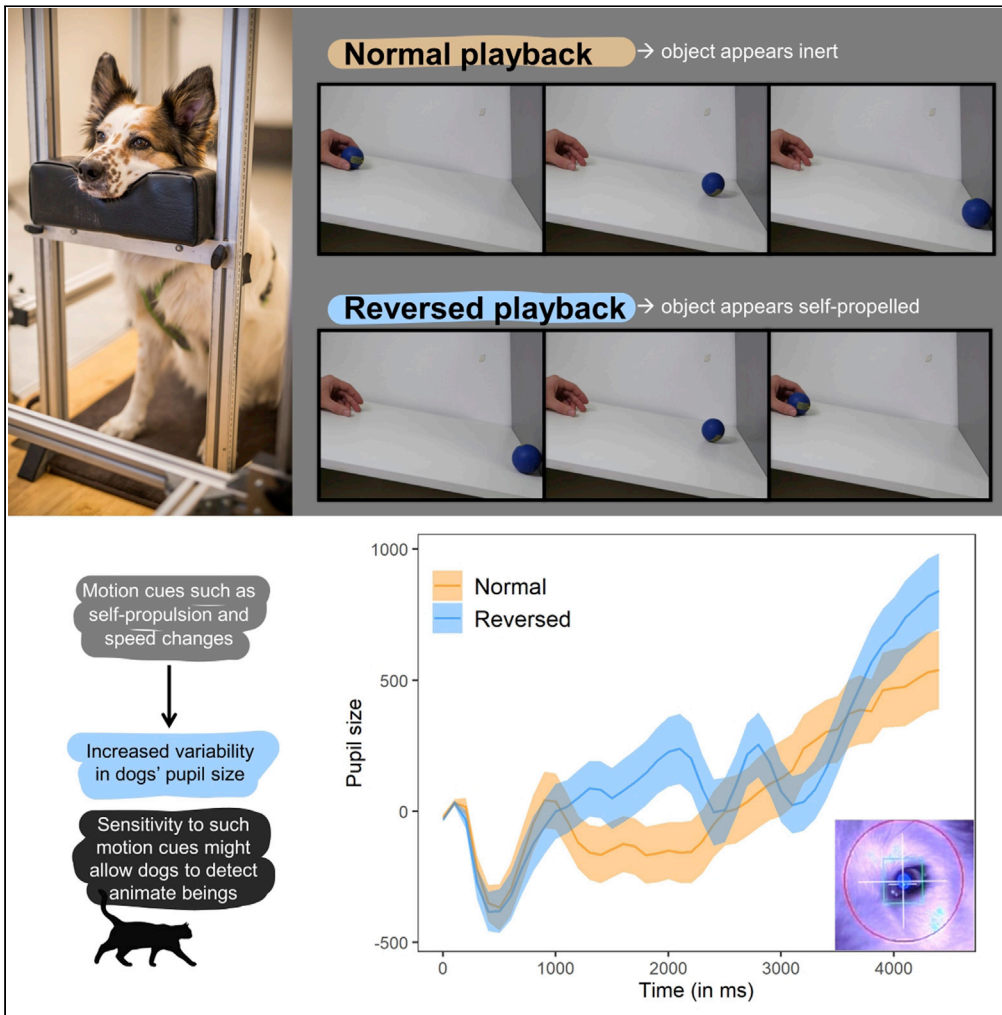 Normal playback → object appears inert
Reversed playback → object appears self-propelled
Motion cues such as
self-propulsion and
speed changes
Increased variability
in dogs' pupil size
Sensitivity to such
motion cues might
allow dogs to detect
animate beings
1000
500
0
-500
Pupil size
Normal
Reversed
0
1000
2000
3000
4000
Time (in ms)